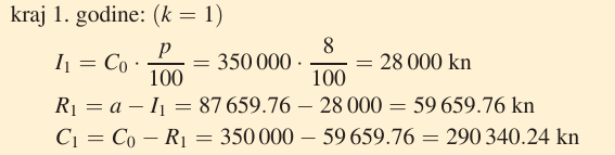 kraj 1. godine: (k = 1)
I₁ = C₀ · p/100 = 350 000 · 8/100 = 28 000 kn
R₁ = a − I₁ = 87 659.76 − 28 000 = 59 659.76 kn
C₁ = C₀ − R₁ = 350 000 − 59 659.76 = 290 340.24 kn